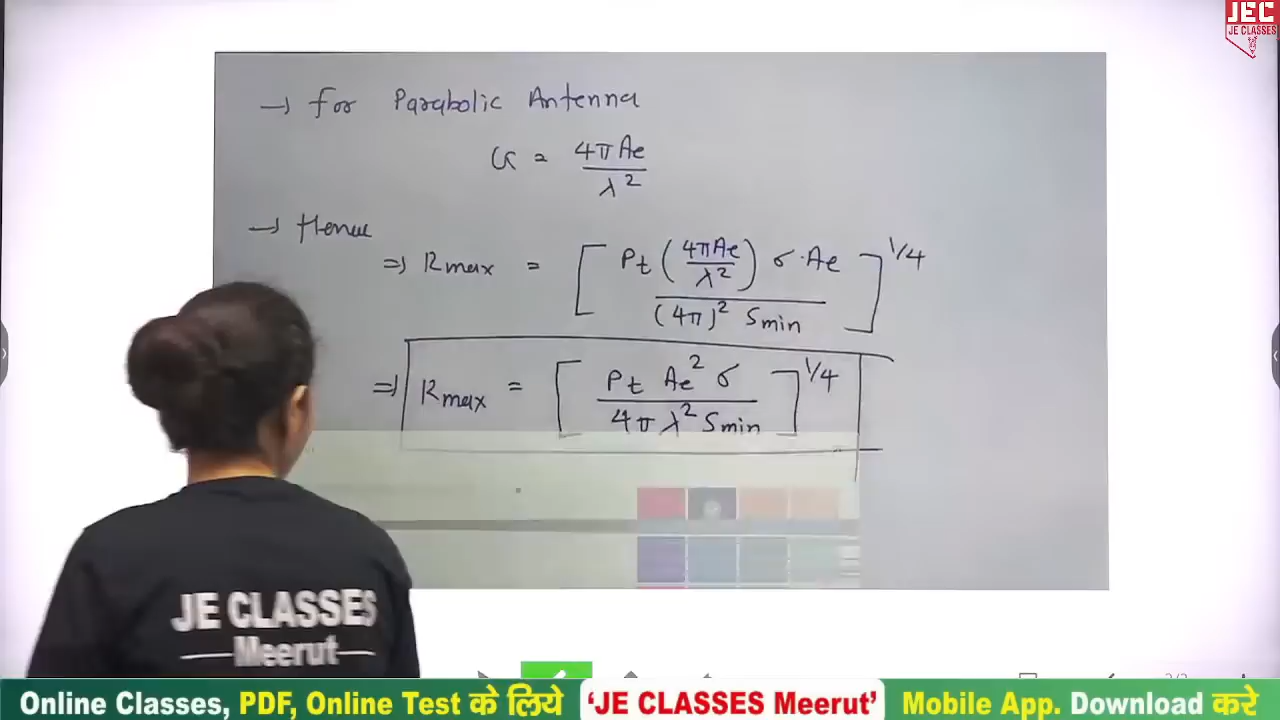 JEC
JE CLASSES
→ for Parabolic Antenna
G = 4πAe / λ²
→ Hence
⇒ Rmax = [ Pt (4πAe / λ²) σ·Ae / (4π)² Smin ]^1/4
⇒ Rmax = [ Pt Ae² σ / 4π λ² Smin ]^1/4
JE CLASSES
Meerut
Online Classes, PDF, Online Test के लिये 'JE CLASSES Meerut' Mobile App. Download करे